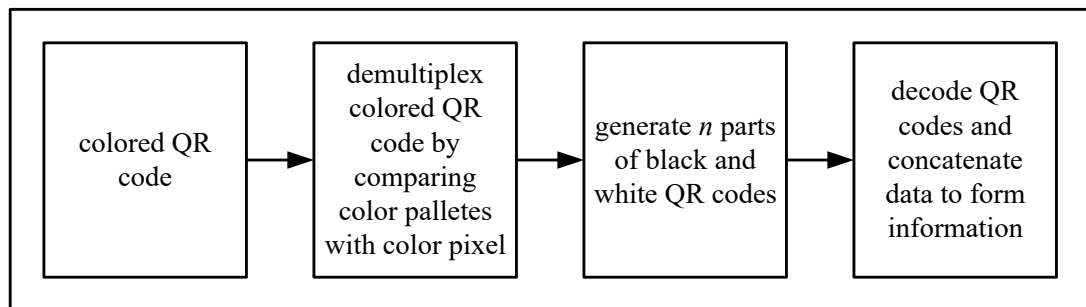 colored QR
code
demultiplex
colored QR
code by
comparing
color palletes
with color pixel
generate n parts
of black and
white QR codes
decode QR
codes and
concatenate
data to form
information